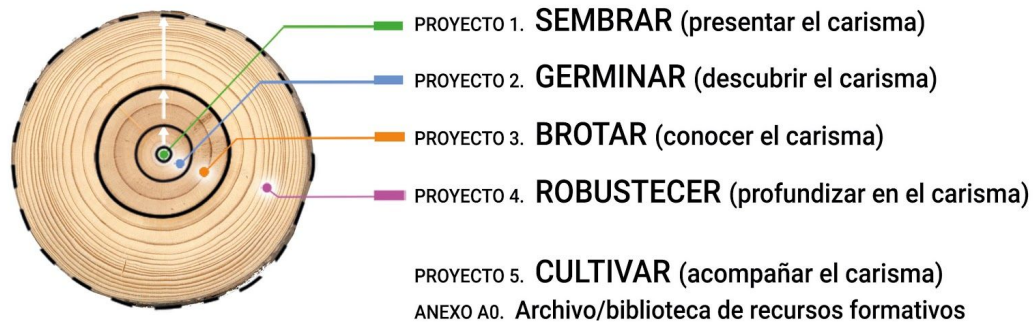 PROYECTO 1. SEMBRAR (presentar el carisma)
PROYECTO 2. GERMINAR (descubrir el carisma)
PROYECTO 3. BROTAR (conocer el carisma)
PROYECTO 4. ROBUSTECER (profundizar en el carisma)
PROYECTO 5. CULTIVAR (acompañar el carisma)
ANEXO A0. Archivo/biblioteca de recursos formativos